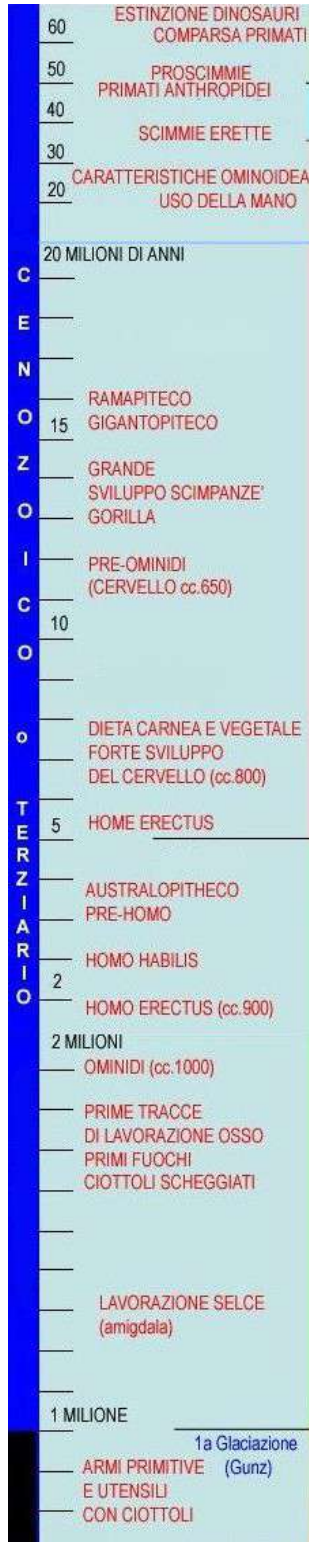 60
ESTINZIONE DINOSAURI
COMPARSA PRIMATI
50
PROSCIMMIE
PRIMATI ANTHROPIDEI
40
SCIMMIE ERETTE
30
CARATTERISTICHE OMINOIDEA
20
USO DELLA MANO
20 MILIONI DI ANNI
CENOZOICO o TERZIARIO
RAMAPITECO
15
GIGANTOPITECO
GRANDE
SVILUPPO SCIMPANZE'
GORILLA
PRE-OMINIDI
(CERVELLO cc.650)
10
DIETA CARNEA E VEGETALE
FORTE SVILUPPO
DEL CERVELLO (cc.800)
5
HOME ERECTUS
AUSTRALOPITHECO
PRE-HOMO
HOMO HABILIS
2
HOMO ERECTUS (cc.900)
2 MILIONI
OMINIDI (cc.1000)
PRIME TRACCE
DI LAVORAZIONE OSSO
PRIMI FUOCHI
CIOTTOLI SCHEGGIATI
LAVORAZIONE SELCE
(amigdala)
1 MILIONE
1a Glaciazione
(Gunz)
ARMI PRIMITIVE
E UTENSILI
CON CIOTTOLI